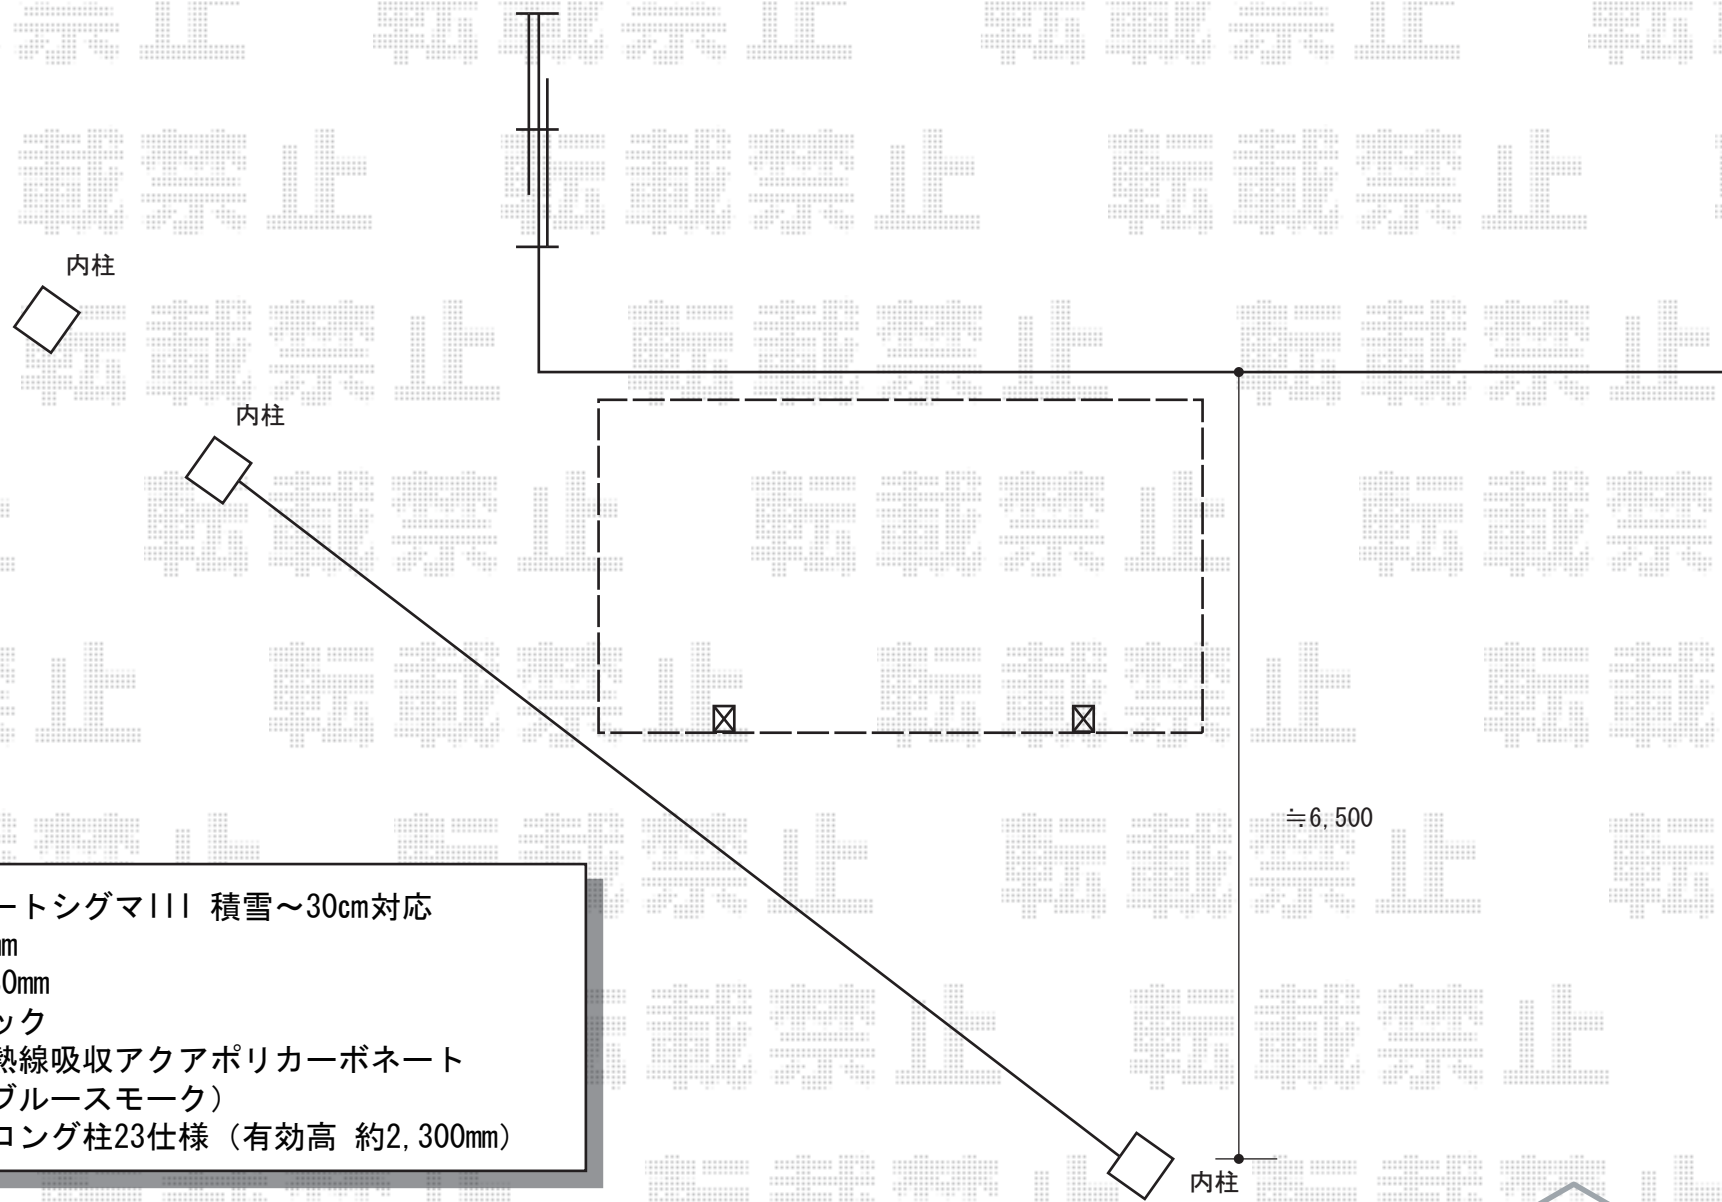 内柱
内柱
≒6,500
ートシグマIII 積雪～30cm対応
mm
0mm
ック
熱線吸収アクアポリカーボネート
ブルースモーク）
ロング柱23仕様（有効高 約2,300mm）
内柱
転載禁止